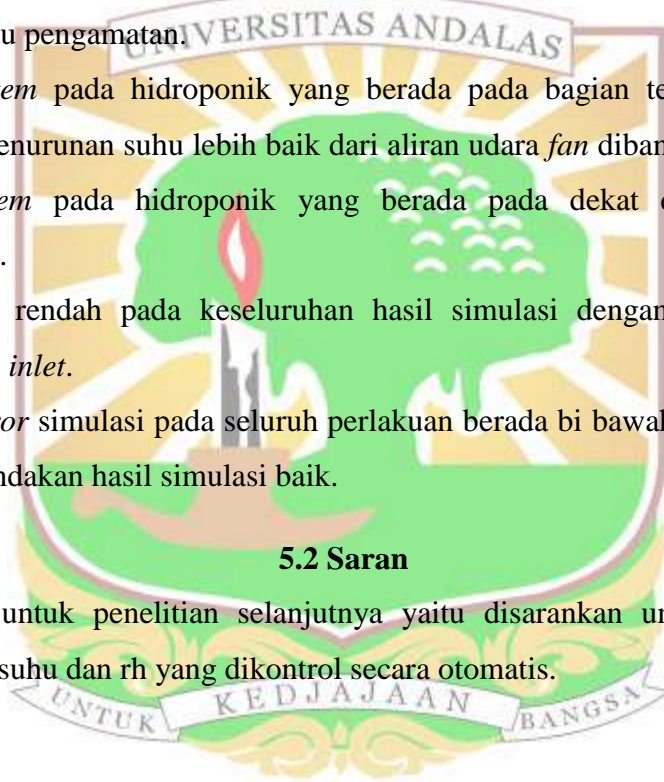 u pengamatan.
UNIVERSITAS ANDALAS
em pada hidroponik yang berada pada bagian te
enurunan suhu lebih baik dari aliran udara fan diban
em pada hidroponik yang berada pada dekat
.
rendah pada keseluruhan hasil simulasi dengan
inlet.
or simulasi pada seluruh perlakuan berada bi bawah
ndakan hasil simulasi baik.
5.2 Saran
untuk penelitian selanjutnya yaitu disarankan un
suhu dan rh yang dikontrol secara otomatis.
UNTUK KEDJAJAAN BANGSA